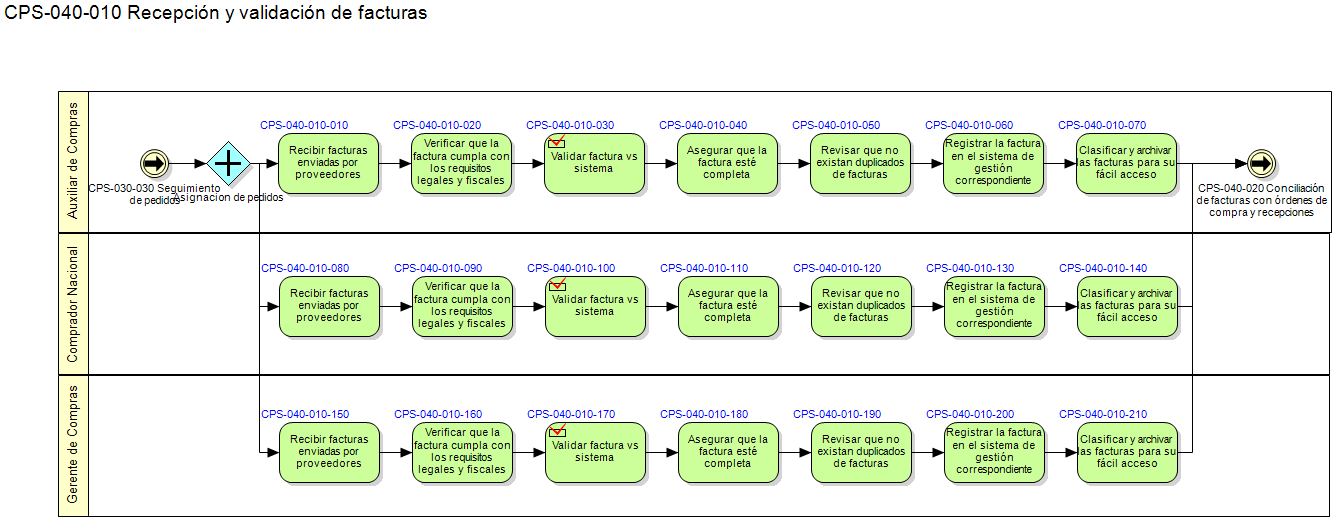 CPS-040-010 Recepción y validación de facturas
Auxiliar de Compras
CPS-030-030 Seguimiento
de pedidos
Asignacion de pedidos
CPS-040-010-010
Recibir facturas
enviadas por
proveedores
CPS-040-010-020
Verificar que la
factura cumpla con
los requisitos
legales y fiscales
CPS-040-010-030
Validar factura vs
sistema
CPS-040-010-040
Asegurar que la
factura esté
completa
CPS-040-010-050
Revisar que no
existan duplicados
de facturas
CPS-040-010-060
Registrar la factura
en el sistema de
gestión
correspondiente
CPS-040-010-070
Clasificar y archivar
las facturas para su
fácil acceso
CPS-040-020 Conciliación
de facturas con órdenes de
compra y recepciones
Comprador Nacional
CPS-040-010-080
Recibir facturas
enviadas por
proveedores
CPS-040-010-090
Verificar que la
factura cumpla con
los requisitos
legales y fiscales
CPS-040-010-100
Validar factura vs
sistema
CPS-040-010-110
Asegurar que la
factura esté
completa
CPS-040-010-120
Revisar que no
existan duplicados
de facturas
CPS-040-010-130
Registrar la factura
en el sistema de
gestión
correspondiente
CPS-040-010-140
Clasificar y archivar
las facturas para su
fácil acceso
Gerente de Compras
CPS-040-010-150
Recibir facturas
enviadas por
proveedores
CPS-040-010-160
Verificar que la
factura cumpla con
los requisitos
legales y fiscales
CPS-040-010-170
Validar factura vs
sistema
CPS-040-010-180
Asegurar que la
factura esté
completa
CPS-040-010-190
Revisar que no
existan duplicados
de facturas
CPS-040-010-200
Registrar la factura
en el sistema de
gestión
correspondiente
CPS-040-010-210
Clasificar y archivar
las facturas para su
fácil acceso